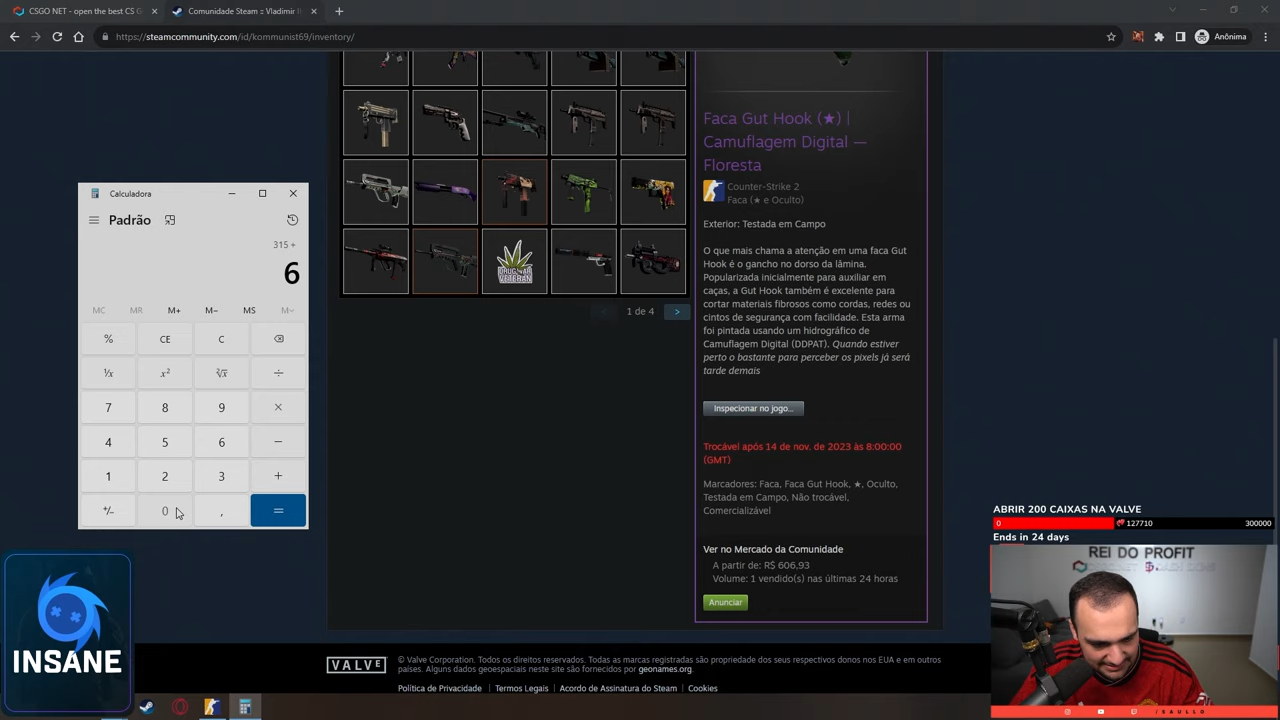 CSGO NET - open the best CS G
Comunidade Steam :: Vladimir I
https://steamcommunity.com/id/kommunist69/inventory/
Anônima
Faca Gut Hook (★) |
Camuflagem Digital —
Floresta
Counter-Strike 2
Faca (★ e Oculto)
Exterior: Testada em Campo
O que mais chama a atenção em uma faca Gut
Hook é o gancho no dorso da lâmina.
Popularizada inicialmente para auxiliar em
caças, a Gut Hook também é excelente para
cortar materiais fibrosos como cordas, redes ou
cintos de segurança com facilidade. Esta arma
foi pintada usando um hidrográfico de
Camuflagem Digital (DDPAT). Quando estiver
perto o bastante para perceber os pixels já será
tarde demais
Inspecionar no jogo...
Trocável após 14 de nov. de 2023 às 8:00:00
(GMT)
Marcadores: Faca, Faca Gut Hook, ★, Oculto,
Testada em Campo, Não trocável,
Comercializável
Ver no Mercado da Comunidade
A partir de: R$ 606,93
Volume: 1 vendido(s) nas últimas 24 horas
Anunciar
< 1 de 4 >
DRUG WAR
VETERAN
Calculadora
Padrão
315 +
6
MC MR M+ M− MS M˅
% CE C ⌫
¹/x x² ²√x ÷
7 8 9 ×
4 5 6 −
1 2 3 +
+/− 0 , =
INSANE
VALVE
© Valve Corporation. Todos os direitos reservados. Todas as marcas registradas são propriedade dos seus respectivos donos nos EUA e em outros
países. Alguns dados geoespaciais neste site são fornecidos por geonames.org.
Política de Privacidade | Termos Legais | Acordo de Assinatura do Steam | Cookies
ABRIR 200 CAIXAS NA VALVE
0 127710 300000
Ends in 24 days
REI DO PROFIT
/SAULLO